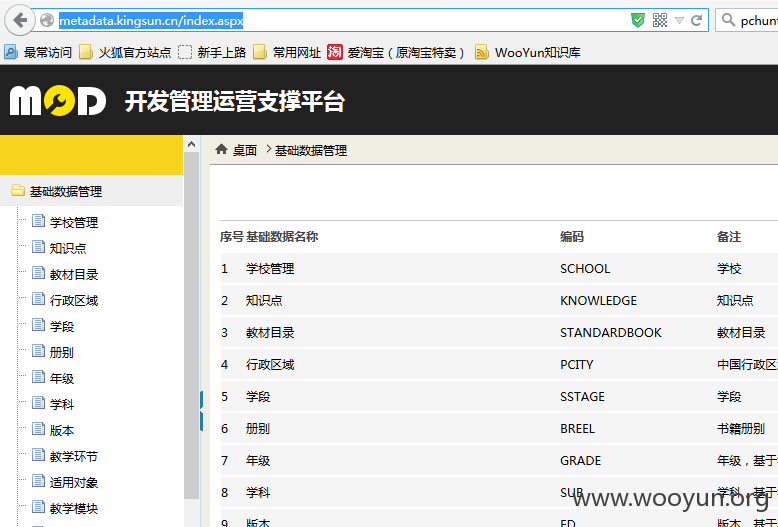 metadata.kingsun.cn/index.aspx
pchun
最常访问 火狐官方站点 新手上路 常用网址 淘 爱淘宝（原淘宝特卖） WooYun知识库
MOD 开发管理运营支撑平台
桌面 基础数据管理
基础数据管理
学校管理
知识点
教材目录
行政区域
学段
册别
年级
学科
版本
教学环节
适用对象
教学模块
序号 基础数据名称 编码 备注
1 学校管理 SCHOOL 学校
2 知识点 KNOWLEDGE 知识点
3 教材目录 STANDARDBOOK 教材目录
4 行政区域 PCITY 中国行政区
5 学段 SSTAGE 学段
6 册别 BREEL 书籍册别
7 年级 GRADE 年级，基于
8 学科 SUB 学科，基
9 版本 ED 版本，基于
www.wooyun.org